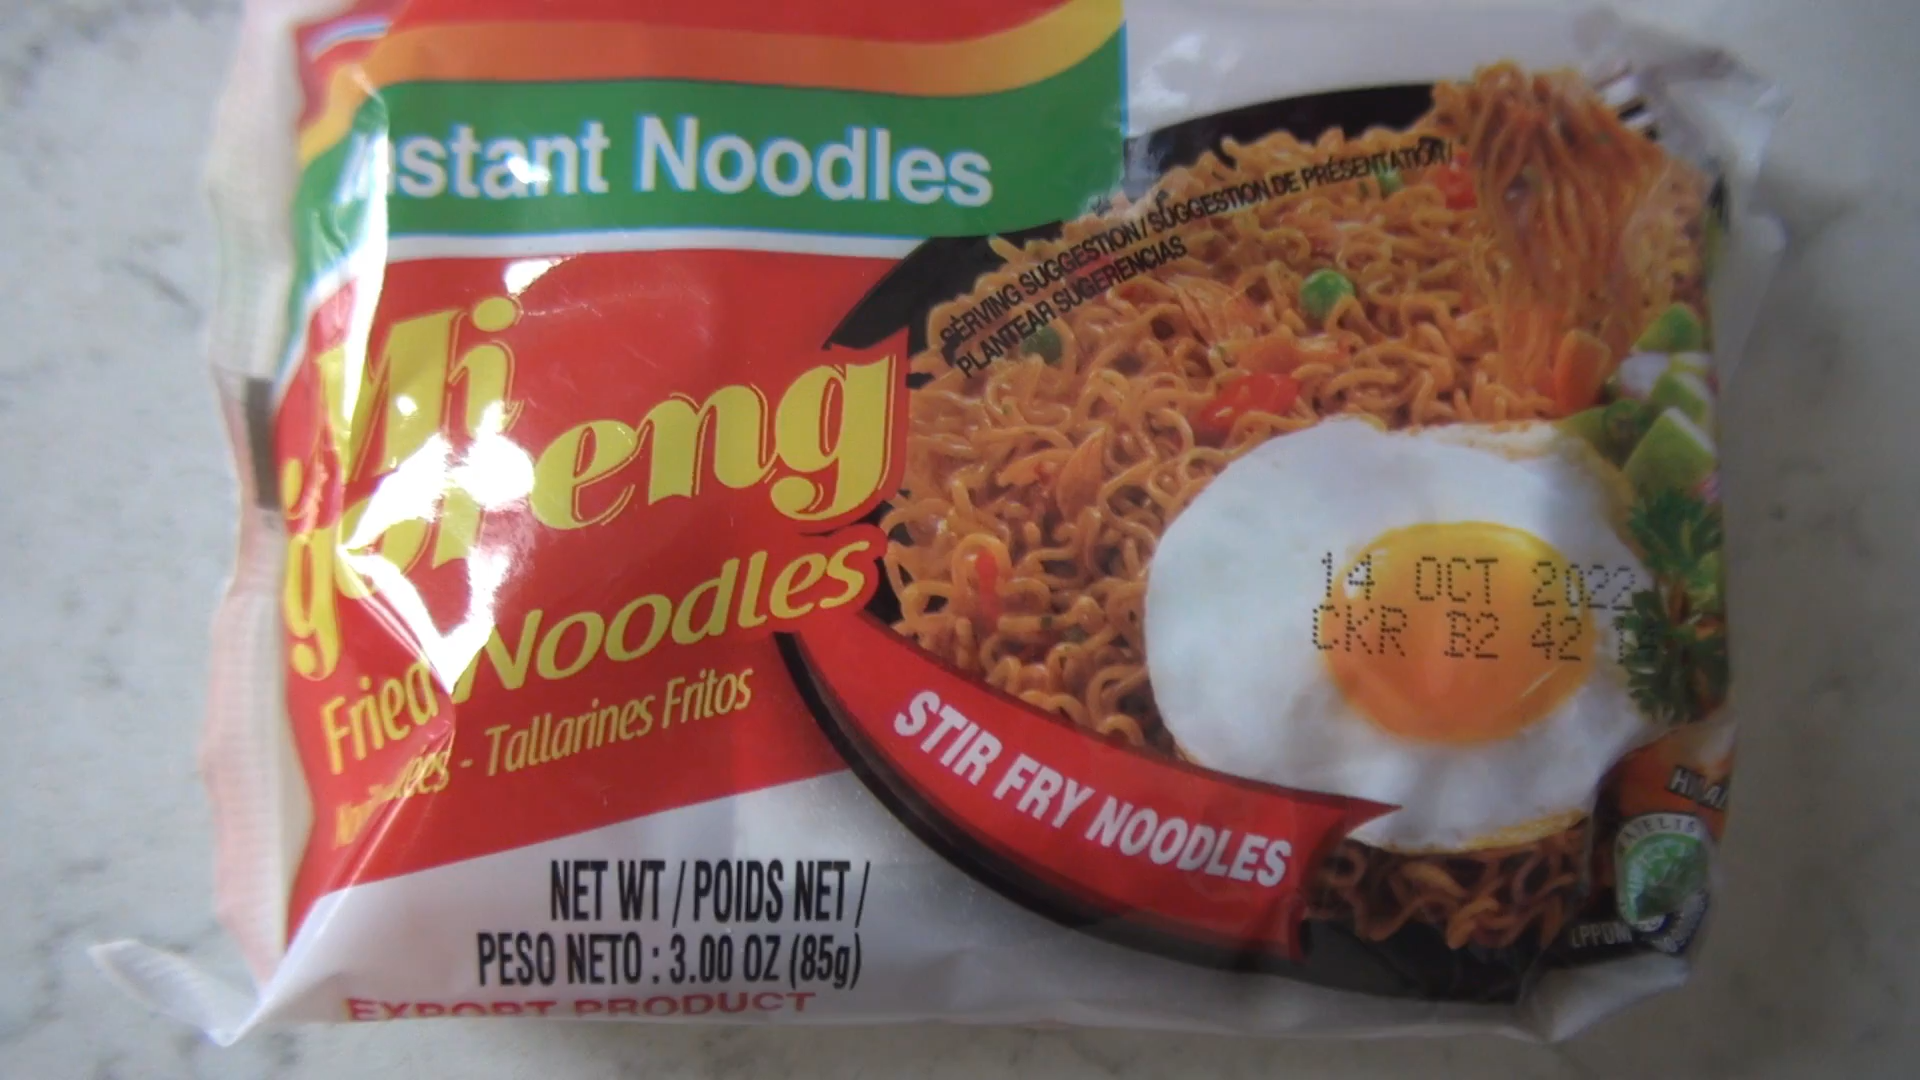 Instant Noodles
SERVING SUGGESTION / SUGGESTION DE PRÉSENTATION /
PLANTEAR SUGERENCIAS
Mi
goreng
Fried Noodles
- Tallarines Fritos
14 OCT 2022
CKR B2 42
STIR FRY NOODLES
NET WT / POIDS NET /
PESO NETO : 3.00 OZ (85g)
EXPORT PRODUCT